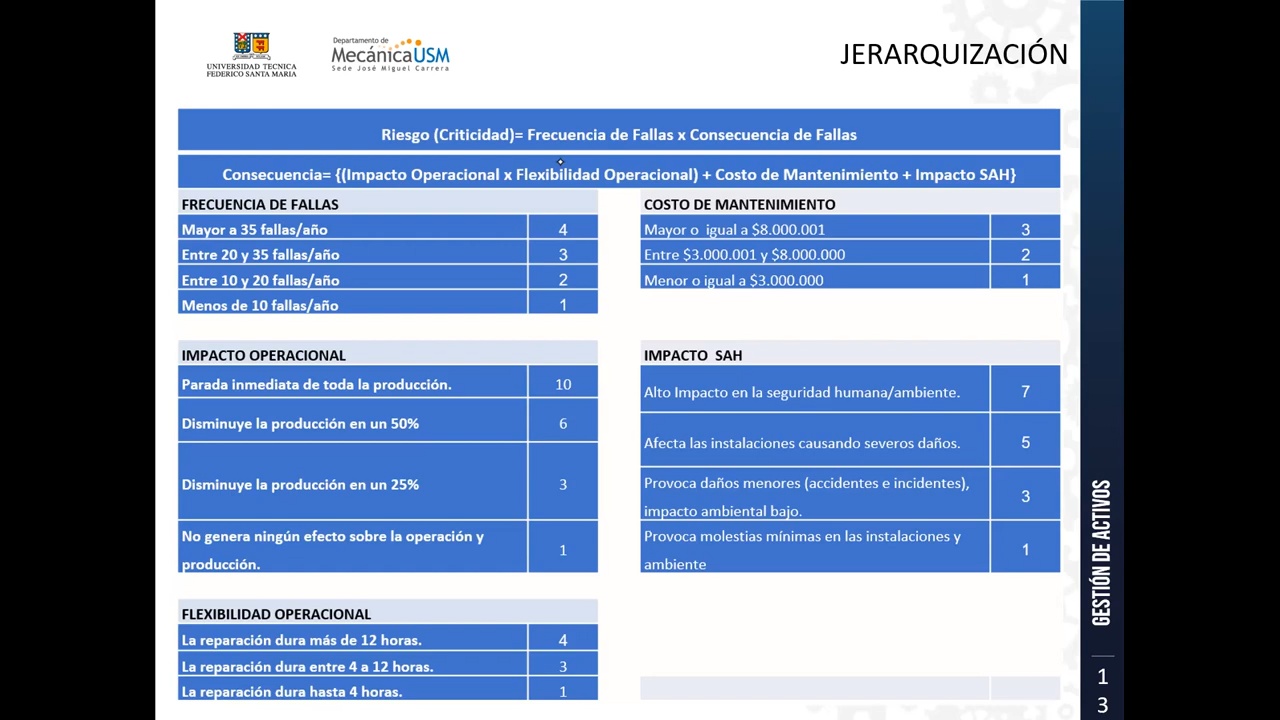 UNIVERSIDAD TECNICA
FEDERICO SANTA MARIA
Departamento de
MecánicaUSM
Sede José Miguel Carrera
JERARQUIZACIÓN
Riesgo (Criticidad)= Frecuencia de Fallas x Consecuencia de Fallas
Consecuencia= {(Impacto Operacional x Flexibilidad Operacional) + Costo de Mantenimiento + Impacto SAH}
FRECUENCIA DE FALLAS
Mayor a 35 fallas/año 4
Entre 20 y 35 fallas/año 3
Entre 10 y 20 fallas/año 2
Menos de 10 fallas/año 1
COSTO DE MANTENIMIENTO
Mayor o igual a $8.000.001 3
Entre $3.000.001 y $8.000.000 2
Menor o igual a $3.000.000 1
IMPACTO OPERACIONAL
Parada inmediata de toda la producción. 10
Disminuye la producción en un 50% 6
Disminuye la producción en un 25% 3
No genera ningún efecto sobre la operación y
producción. 1
IMPACTO SAH
Alto Impacto en la seguridad humana/ambiente. 7
Afecta las instalaciones causando severos daños. 5
Provoca daños menores (accidentes e incidentes),
impacto ambiental bajo. 3
Provoca molestias mínimas en las instalaciones y
ambiente 1
FLEXIBILIDAD OPERACIONAL
La reparación dura más de 12 horas. 4
La reparación dura entre 4 a 12 horas. 3
La reparación dura hasta 4 horas. 1
GESTIÓN DE ACTIVOS
1
3